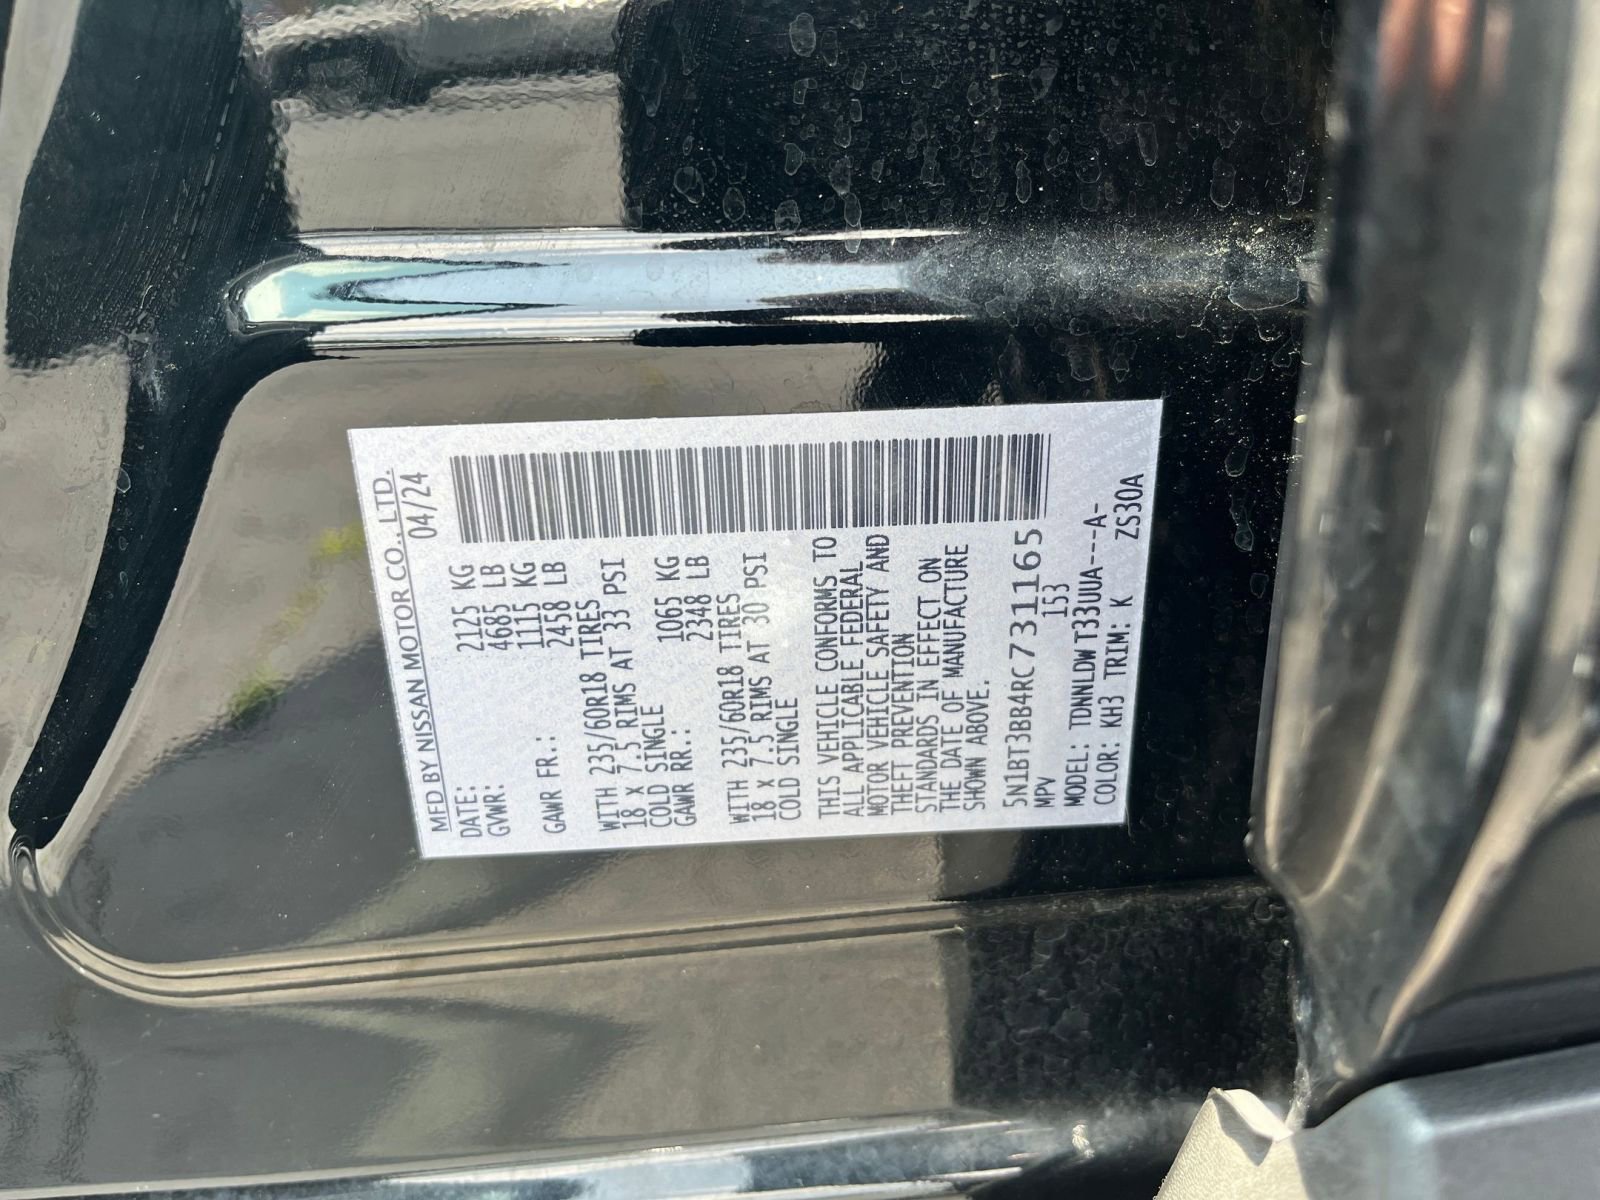 MFD BY NISSAN MOTOR CO., LTD.
DATE: 04/24
GVWR: 2125 KG
4685 LB
GAWR FR.: 1115 KG
2458 LB
WITH 235/60R18 TIRES
18 X 7.5 RIMS AT 33 PSI
COLD SINGLE
GAWR RR.: 1065 KG
2348 LB
WITH 235/60R18 TIRES
18 X 7.5 RIMS AT 30 PSI
COLD SINGLE
THIS VEHICLE CONFORMS TO
ALL APPLICABLE FEDERAL
MOTOR VEHICLE SAFETY AND
THEFT PREVENTION
STANDARDS IN EFFECT ON
THE DATE OF MANUFACTURE
SHOWN ABOVE.
5N1BT3BB4RC731165
MPV 153
MODEL: TDNNLDWT33UUA---A-
COLOR: KH3 TRIM: K ZS30A